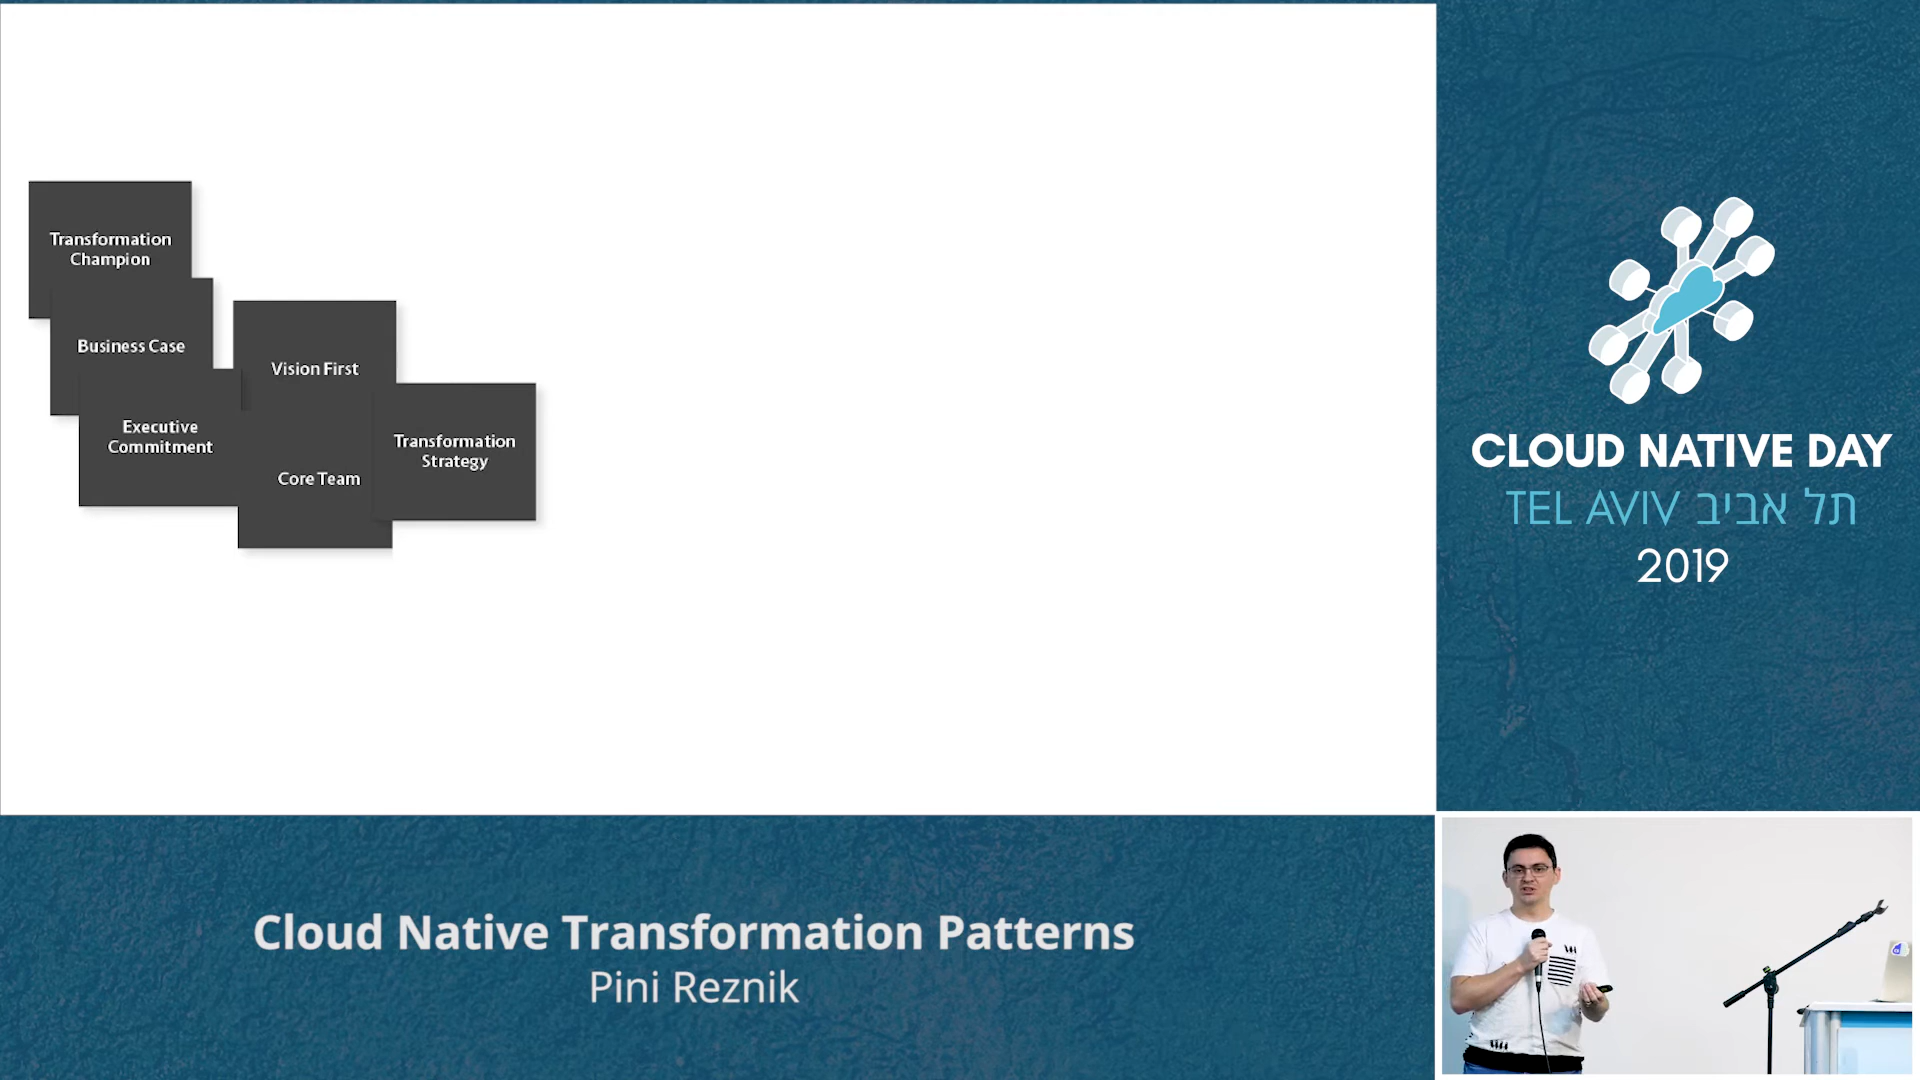 Transformation
Champion
Business Case
Executive
Commitment
Vision First
Core Team
Transformation
Strategy
CLOUD NATIVE DAY
TEL AVIV תל אביב
2019
Cloud Native Transformation Patterns
Pini Reznik